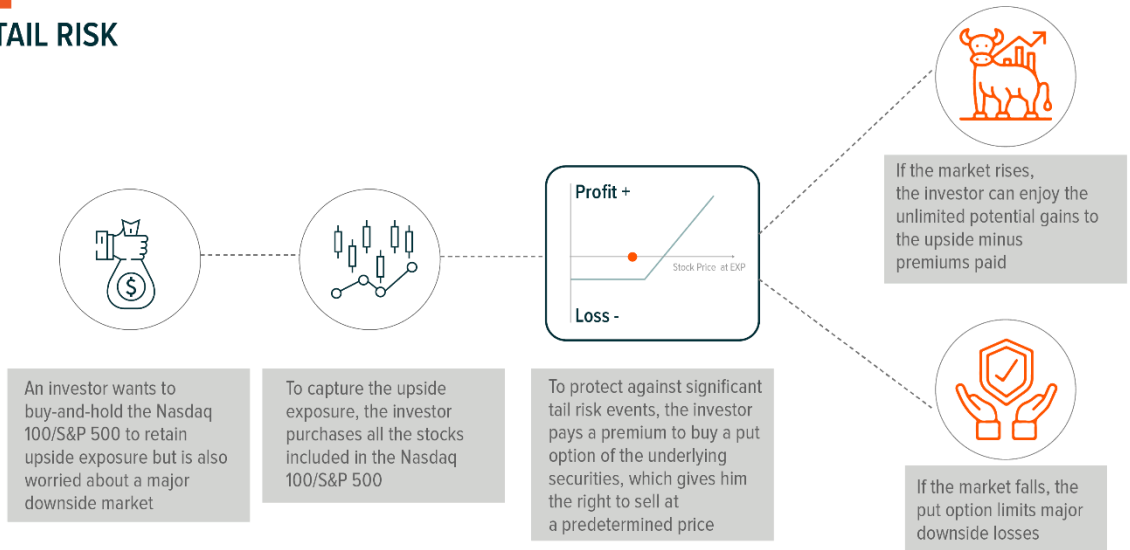 TAIL RISK
An investor wants to
buy-and-hold the Nasdaq
100/S&P 500 to retain
upside exposure but is also
worried about a major
downside market
$
To capture the upside
exposure, the investor
purchases all the stocks
included in the Nasdaq
100/S&P 500
Profit +
Stock Price at EXP
Loss -
To protect against significant
tail risk events, the investor
pays a premium to buy a put
option of the underlying
securities, which gives him
the right to sell at
a predetermined price
If the market rises,
the investor can enjoy the
unlimited potential gains to
the upside minus
premiums paid
If the market falls, the
put option limits major
downside losses